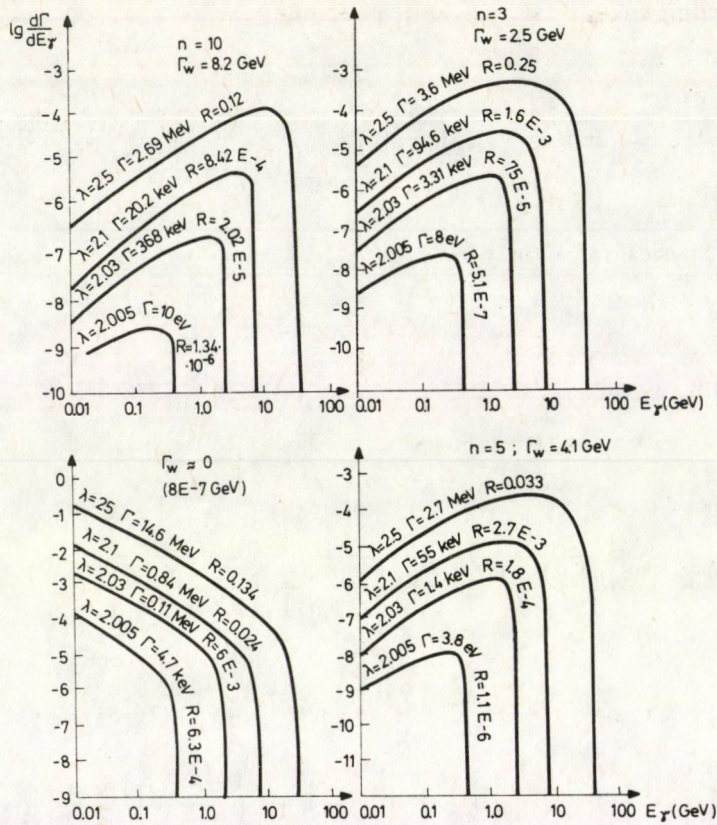 lg dΓ/dEγ
n = 10
Γw = 8.2 GeV
-3
-4
-5
-6
-7
-8
-9
-10
λ=2.5 Γ=2.69 MeV R=0.12
λ=2.1 Γ=20.2 keV R=8.42 E-4
λ=2.03 Γ=368 keV R=2.02 E-5
λ=2.005 Γ=10 eV
R=1.34·
·10⁻⁶
0.01 0.1 1.0 10 100
n=3
Γw = 2.5 GeV
-3
-4
-5
-6
-7
-8
-9
-10
λ=2.5 Γ=3.6 MeV R=0.25
λ=2.1 Γ=94.6 keV R=1.6 E-3
λ=2.03 Γ=3.31 keV R=75 E-5
λ=2.005 Γ=8 eV R=5.1 E-7
0.01 0.1 1.0 10 100 Eγ(GeV)
Γw ≈ 0
(8E-7 GeV)
0
-1
-2
-3
-4
-5
-6
-7
-8
-9
λ=2.5 Γ=14.6 MeV R=0.134
λ=2.1 Γ=0.84 MeV R=0.024
λ=2.03 Γ=0.11 MeV R=6 E-3
λ=2.005 Γ=4.7 keV R=6.3E-4
0.01 0.1 1.0 10 100
n=5 ; Γw = 4.1 GeV
-3
-4
-5
-6
-7
-8
-9
-10
-11
λ=2.5 Γ=2.7 MeV R=0.033
λ=2.1 Γ=55 keV R=2.7 E-3
λ=2.03 Γ=1.4 keV R=1.8 E-4
λ=2.005 Γ=3.8 eV R=1.1 E-6
0.01 0.1 1.0 10 100 Eγ(GeV)